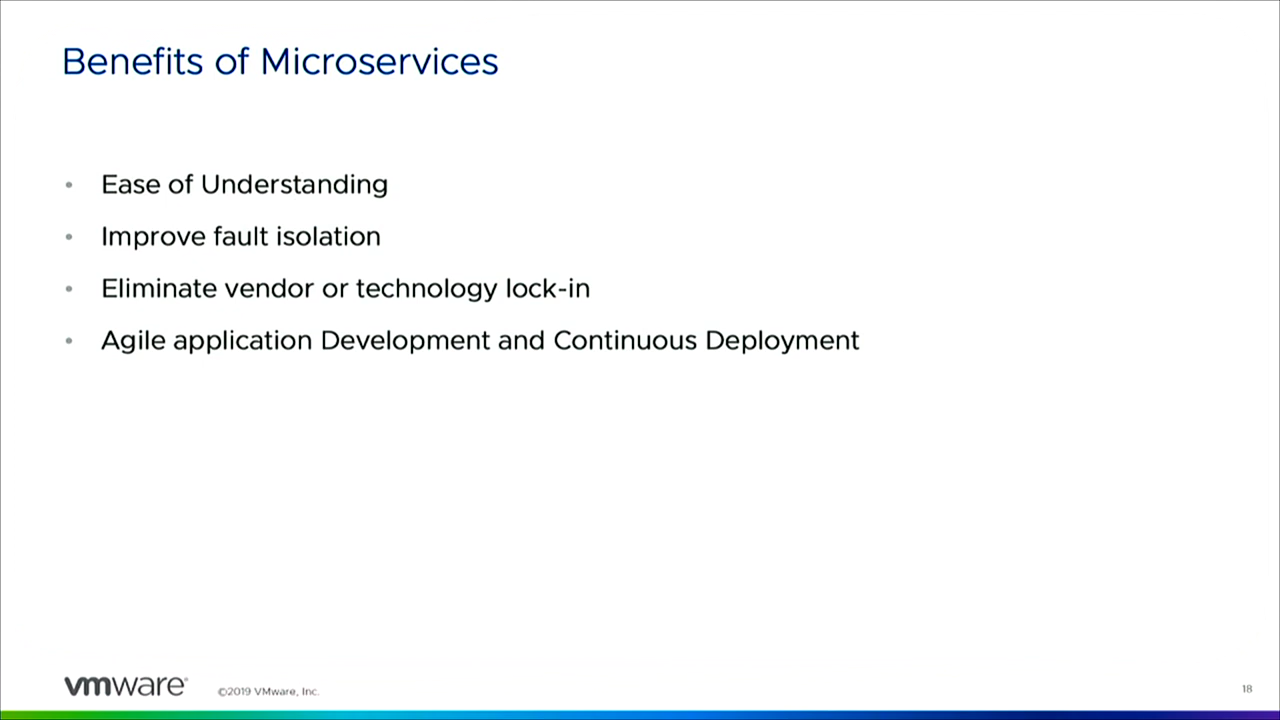 Benefits of Microservices
• Ease of Understanding
• Improve fault isolation
• Eliminate vendor or technology lock-in
• Agile application Development and Continuous Deployment
vmware®
©2019 VMware, Inc.
18